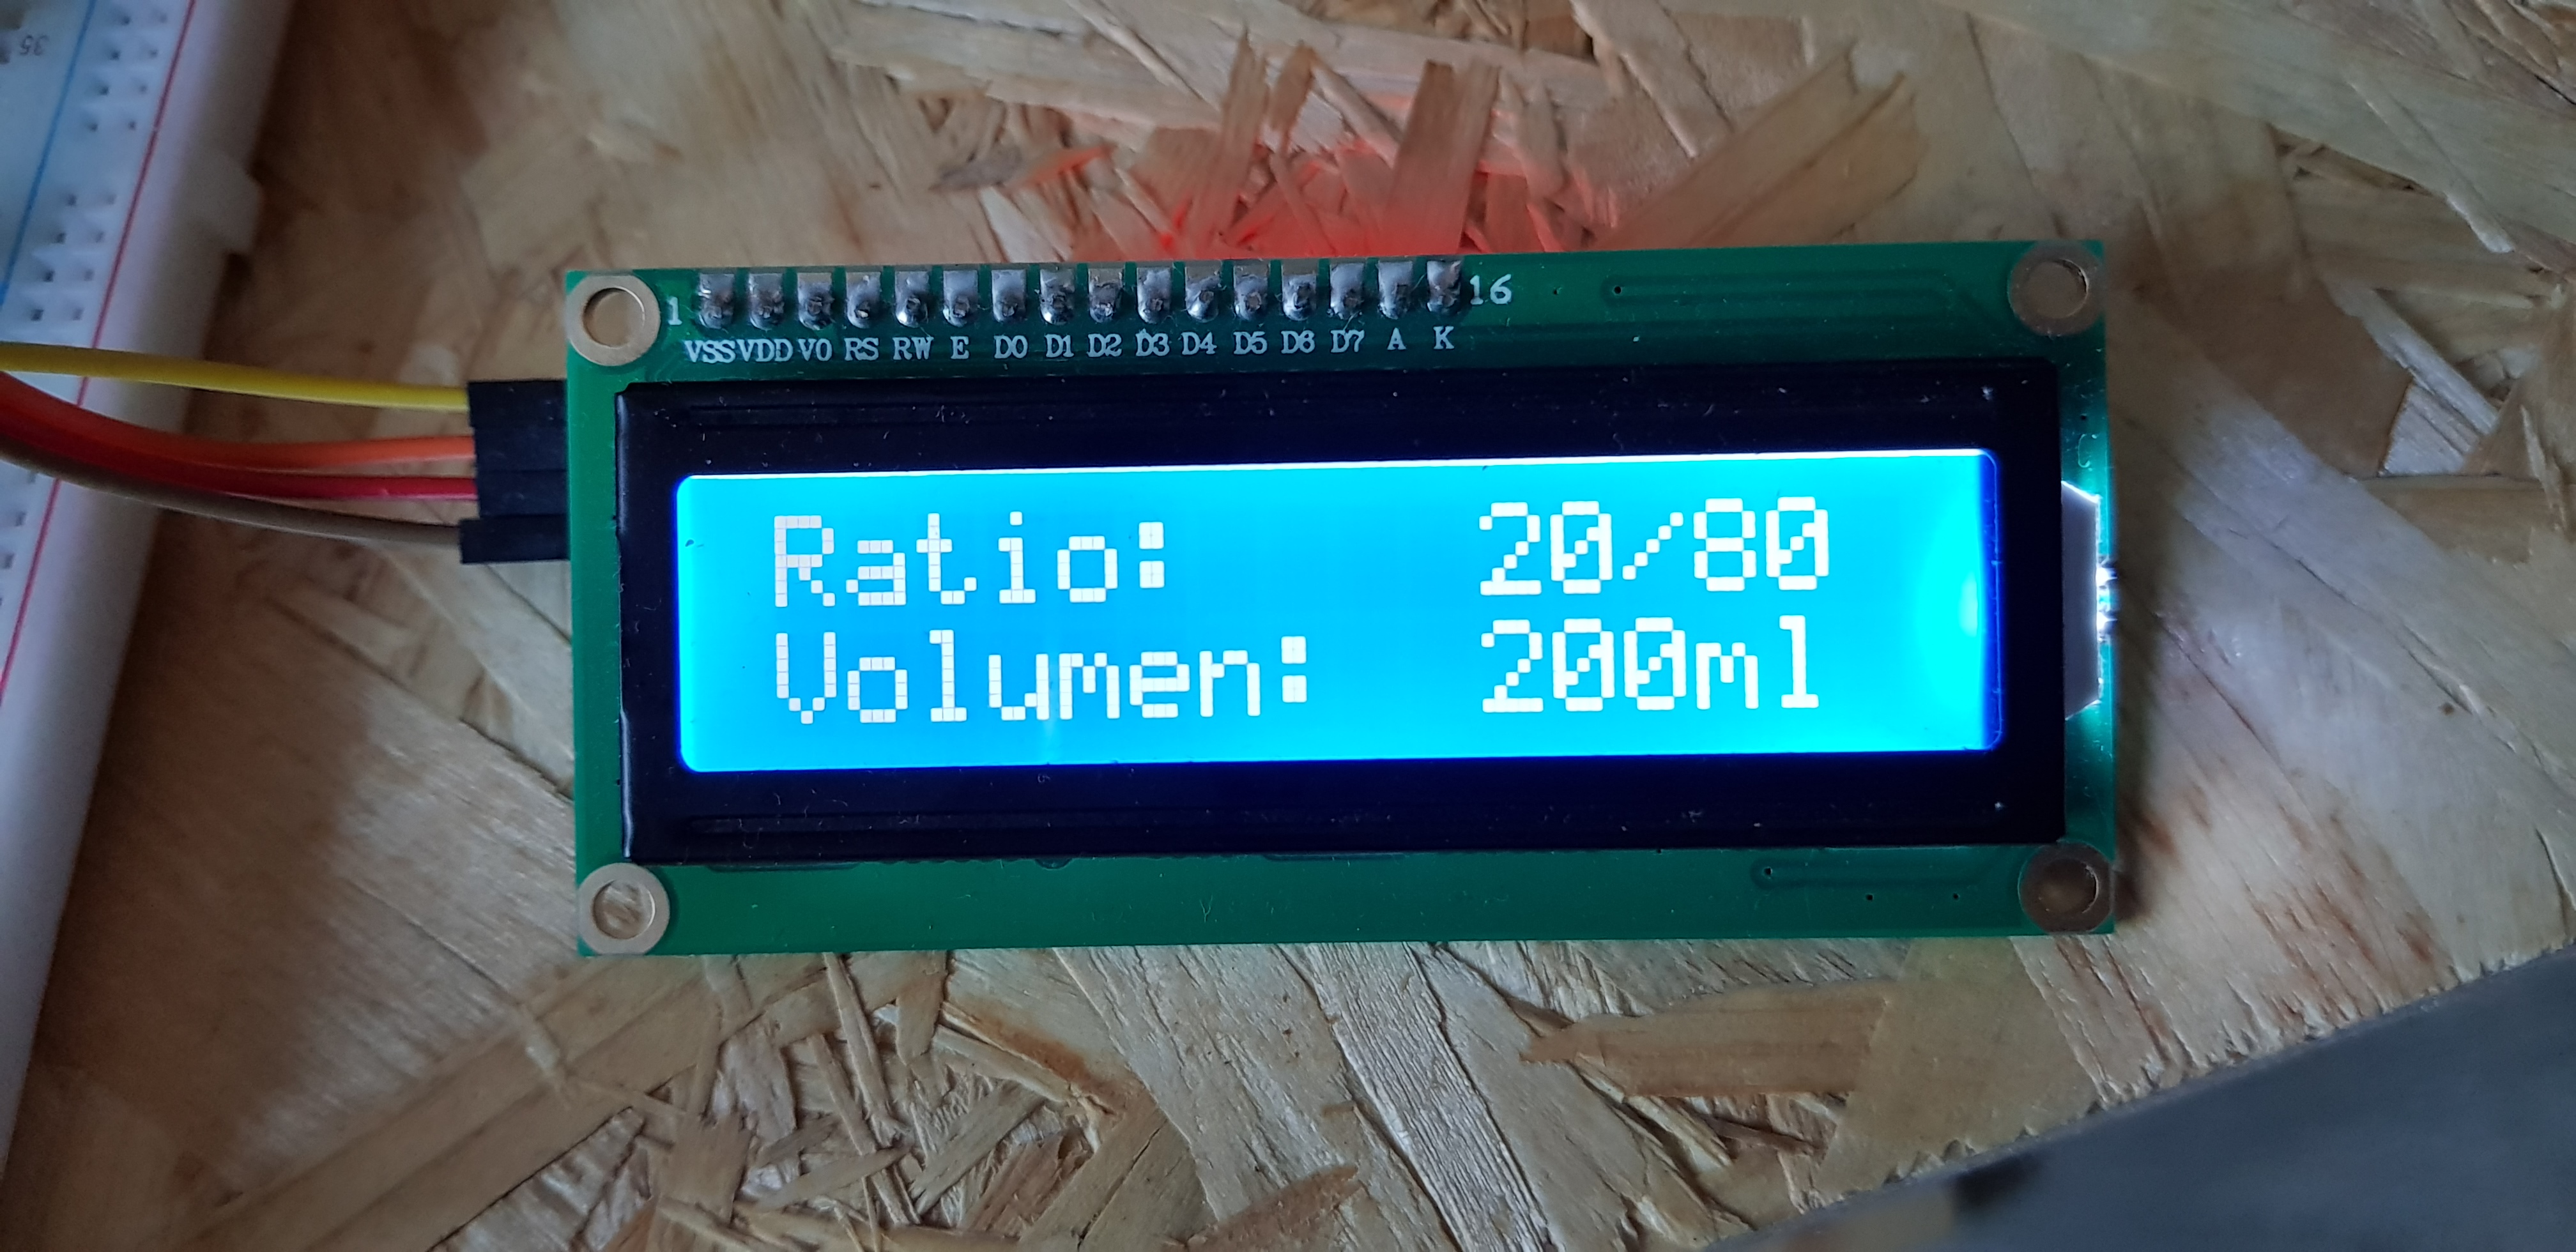 35
1 16
VSS VDD V0 RS RW E D0 D1 D2 D3 D4 D5 D6 D7 A K
Ratio: 20/80
Volumen: 200ml